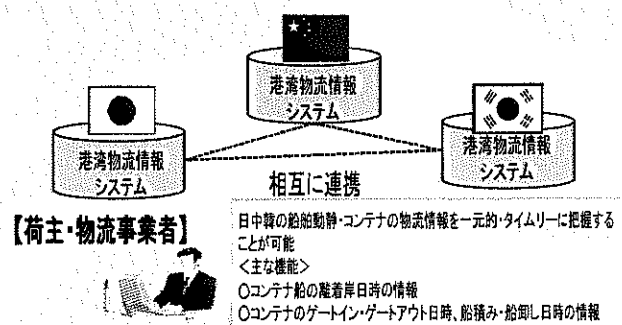 港湾物流情報
システム
港湾物流情報
システム
港湾物流情報
システム
相互に連携
【荷主・物流事業者】
日中韓の船舶動静・コンテナの物流情報を一元的・タイムリーに把握する
ことが可能
＜主な機能＞
○コンテナ船の離着岸日時の情報
○コンテナのゲートイン・ゲートアウト日時、船積み・船卸し日時の情報